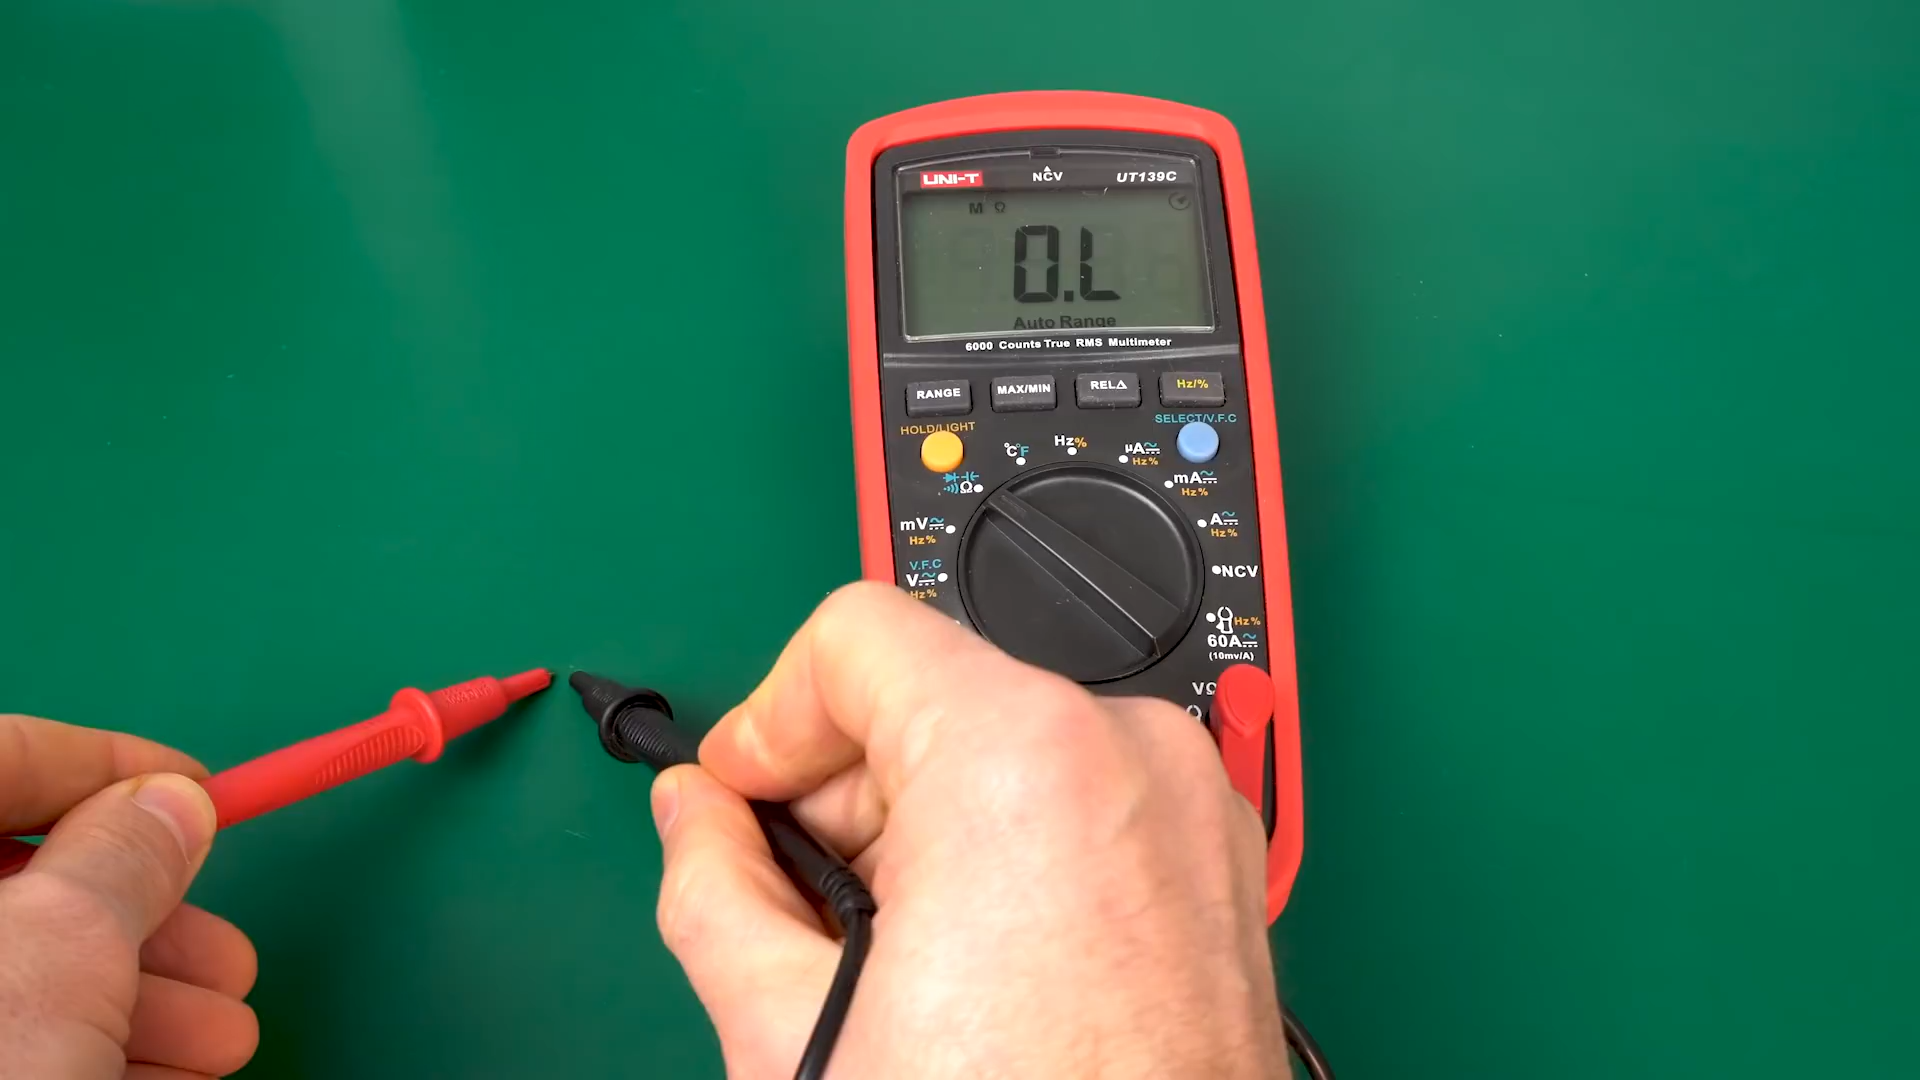 UNI-T
NCV
UT139C
M Ω
0.L
Auto Range
6000 Counts True RMS Multimeter
RANGE
MAX/MIN
RELΔ
Hz/%
HOLD/LIGHT
SELECT/V.F.C
°C°F
Hz%
µA
Hz%
mA
Hz%
Ω
mV
Hz%
A
Hz%
V.F.C
V
Hz%
NCV
Hz%
60A
(10mv/A)
VΩ